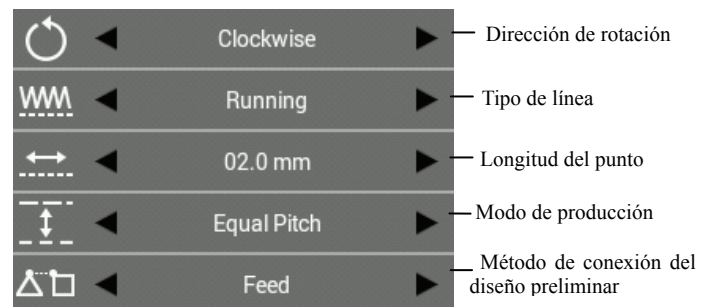 Clockwise
Dirección de rotación
Running
Tipo de línea
02.0 mm
Longitud del punto
Equal Pitch
Modo de producción
Feed
Método de conexión del
diseño preliminar